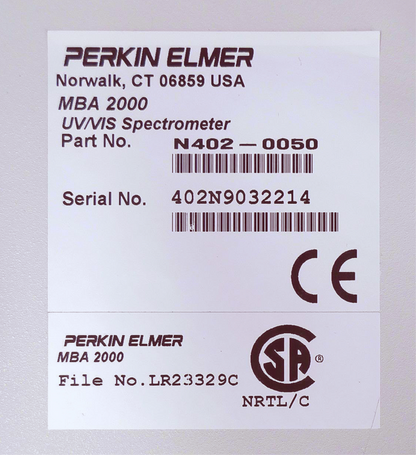 PERKIN ELMER
Norwalk, CT 06859 USA
MBA 2000
UV/VIS Spectrometer
Part No. N402-0050
Serial No. 402N9032214
CE
PERKIN ELMER
MBA 2000
File No.LR23329C
SA ®
NRTL/C